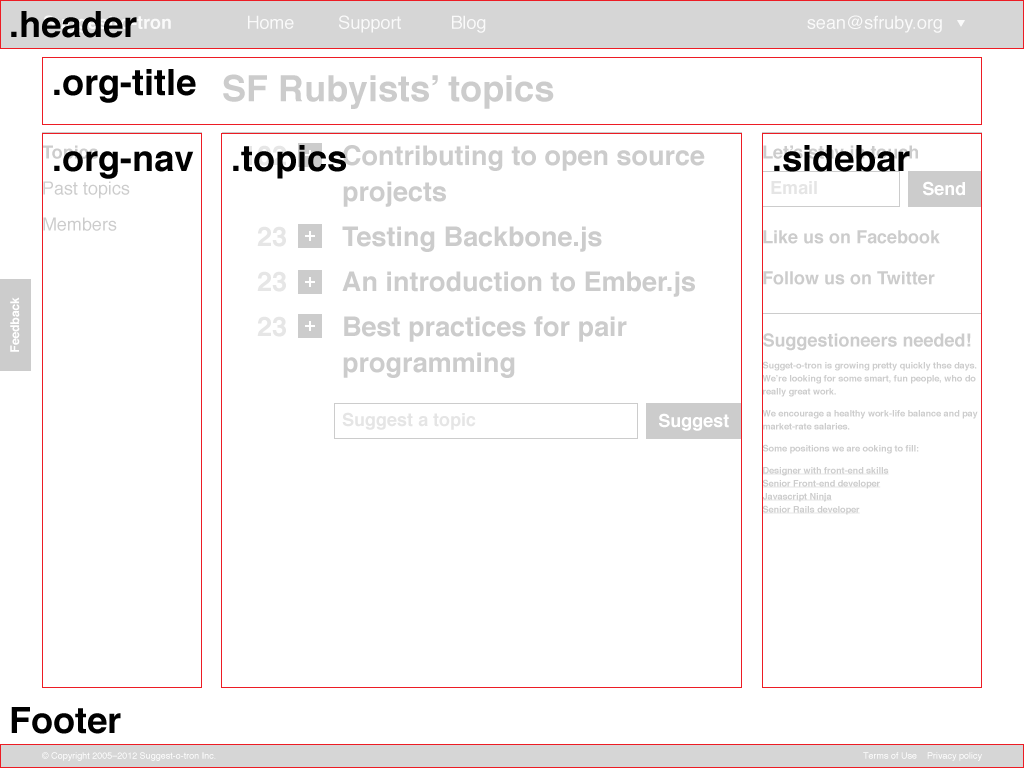 .header tron Home Support Blog sean@sfruby.org
.org-title SF Rubyists’ topics
.org-nav
Past topics
Members
Feedback
.topics
Contributing to open source
projects
23 + Testing Backbone.js
23 + An introduction to Ember.js
23 + Best practices for pair
programming
Suggest a topic Suggest
.sidebar
Email Send
Like us on Facebook
Follow us on Twitter
Suggestioneers needed!
Sugget-o-tron is growing pretty quickly thse days.
We're looking for some smart, fun people, who do
really great work.
We encourage a healthy work-life balance and pay
market-rate salaries.
Some positions we are ooking to fill:
Designer with front-end skills
Senior Front-end developer
Javascript Ninja
Senior Rails developer
Footer
© Copyright 2005–2012 Suggest-o-tron Inc. Terms of Use Privacy policy